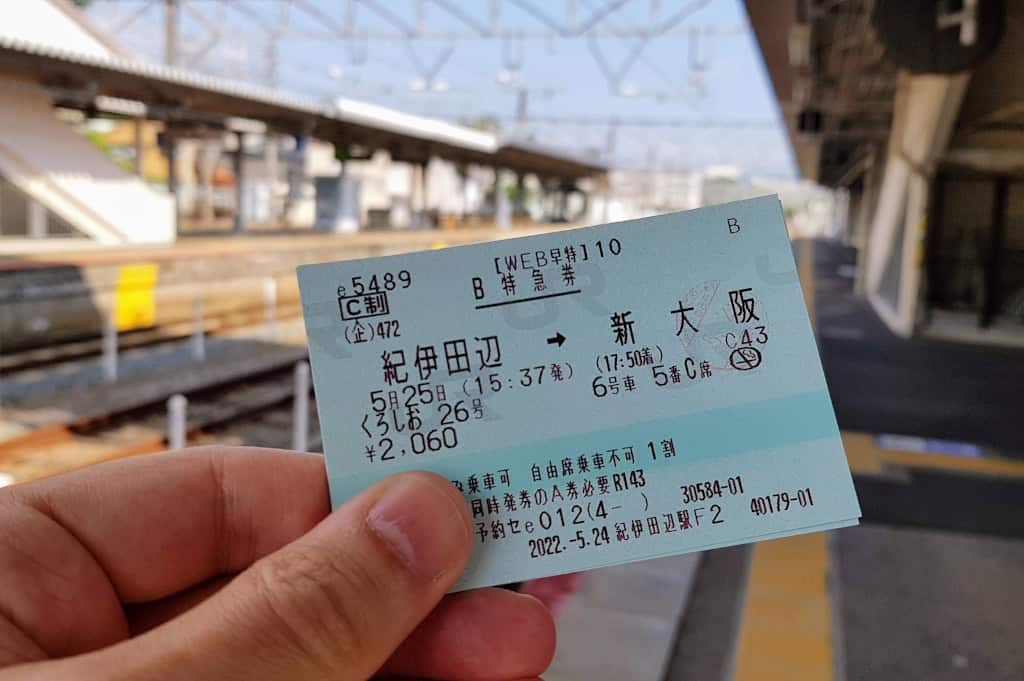 B
[WEB早特]10
e5489
B 特急券
C制
(企)472
紀伊田辺 → 新大阪
C43
5月25日 (15:37発) (17:50着)
くろしお 26号 6号車 5番C席
¥2,060
乗車可 自由席乗車不可 1割
同時発券のA券必要R143
予約セe012(4- ) 30584-01
2022.-5.24 紀伊田辺駅F2 40179-01